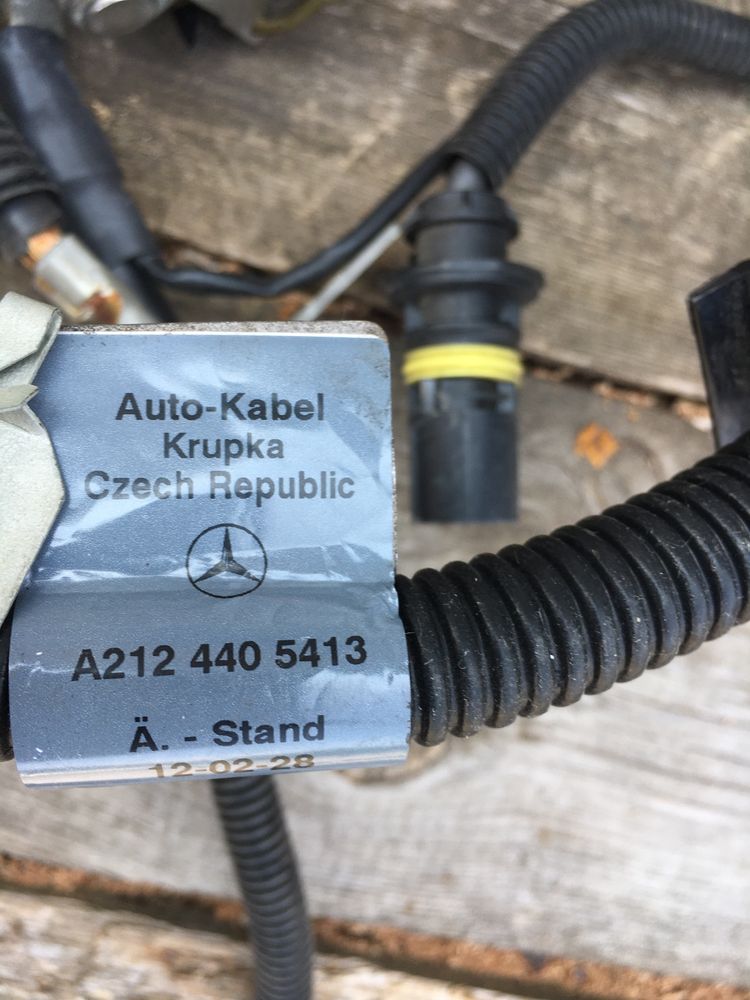 Auto-Kabel
Krupka
Czech Republic
A212 440 5413
Ä. - Stand
12-02-28